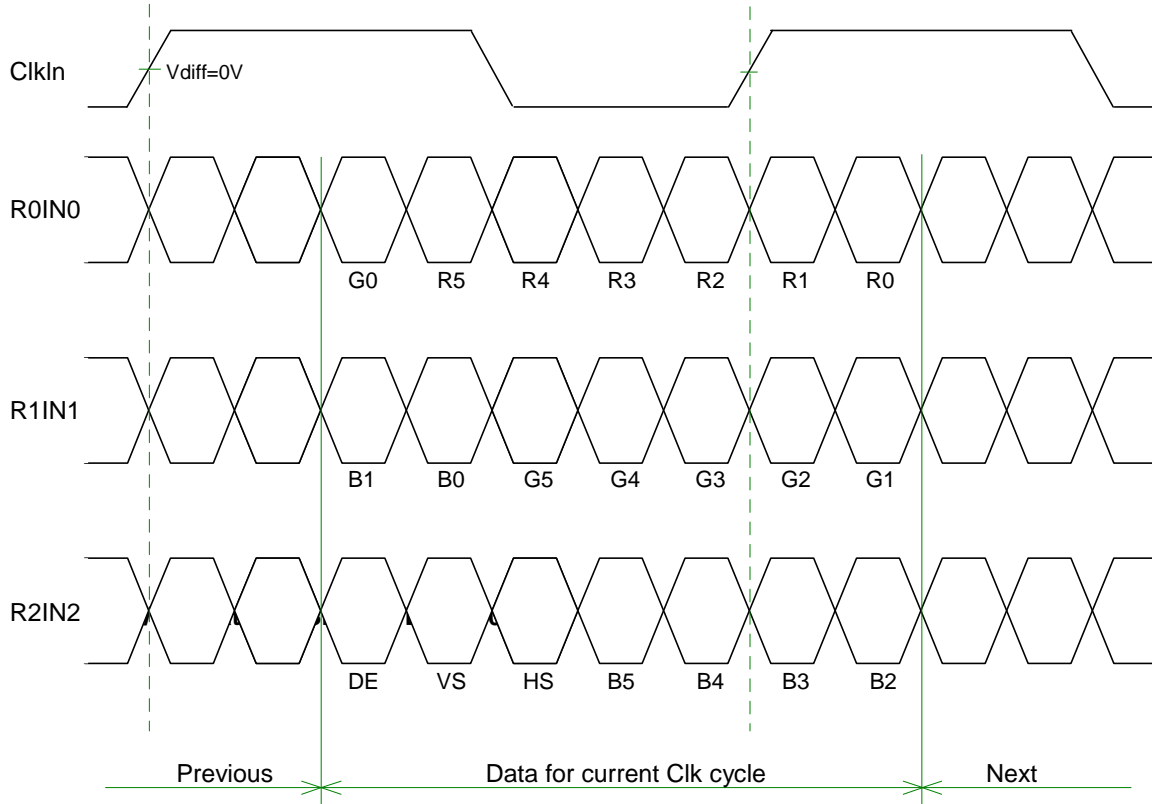 ClkIn
Vdiff=0V
R0IN0
G0 R5 R4 R3 R2 R1 R0
R1IN1
B1 B0 G5 G4 G3 G2 G1
R2IN2
DE VS HS B5 B4 B3 B2
Previous Data for current Clk cycle Next